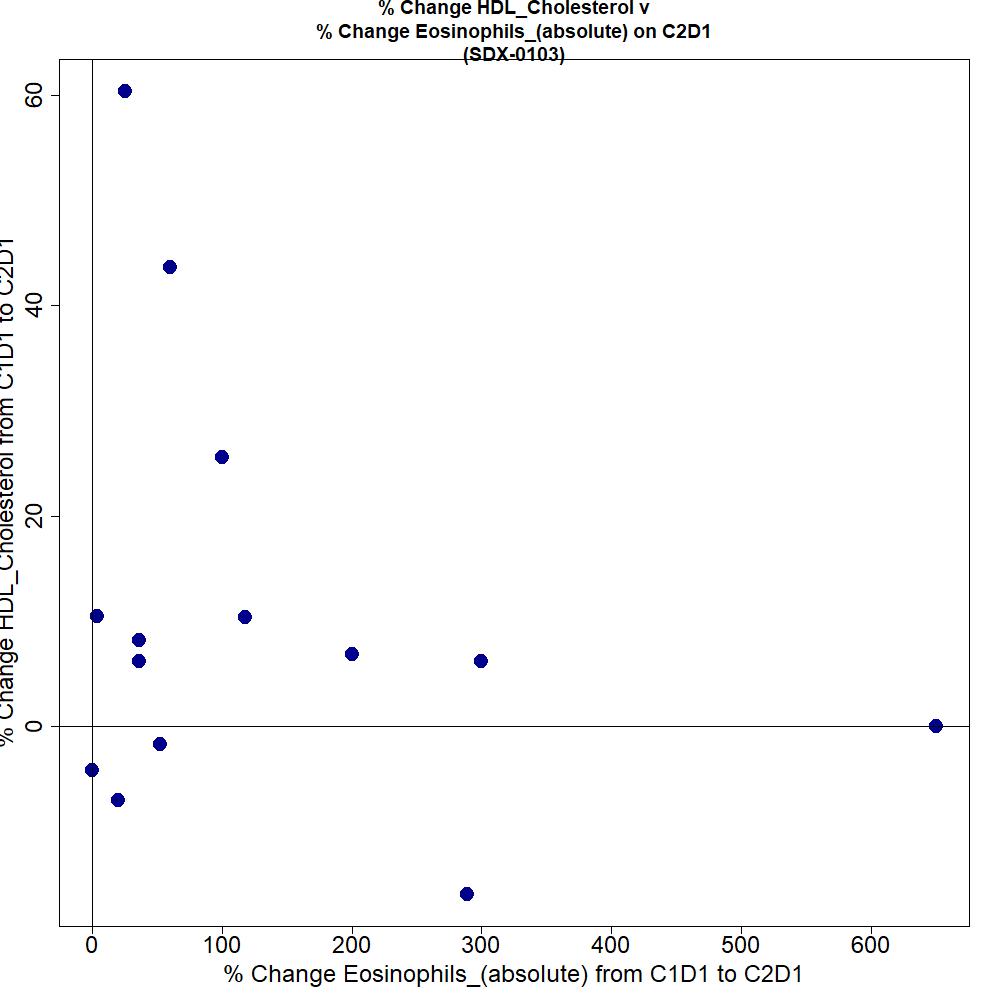 % Change HDL_Cholesterol v
% Change Eosinophils_(absolute) on C2D1
(SDX-0103)
% Change HDL_Cholesterol from C1D1 to C2D1
60
40
20
0
0 100 200 300 400 500 600
% Change Eosinophils_(absolute) from C1D1 to C2D1